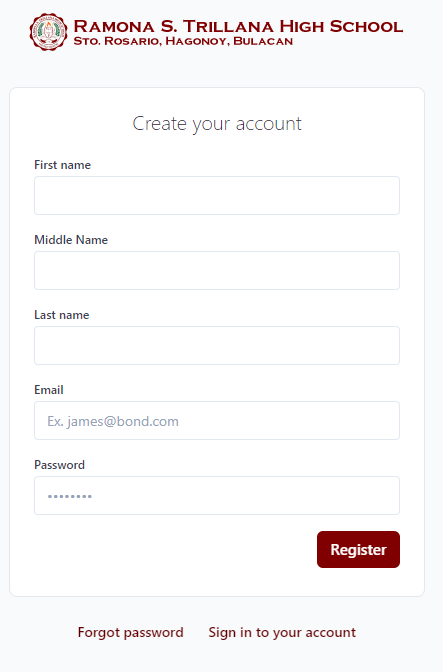 Ramona S. Trillana High School
Sto. Rosario, Hagonoy, Bulacan
Create your account
First name
Middle Name
Last name
Email
Ex. james@bond.com
Password
••••••••
Register
Forgot password Sign in to your account